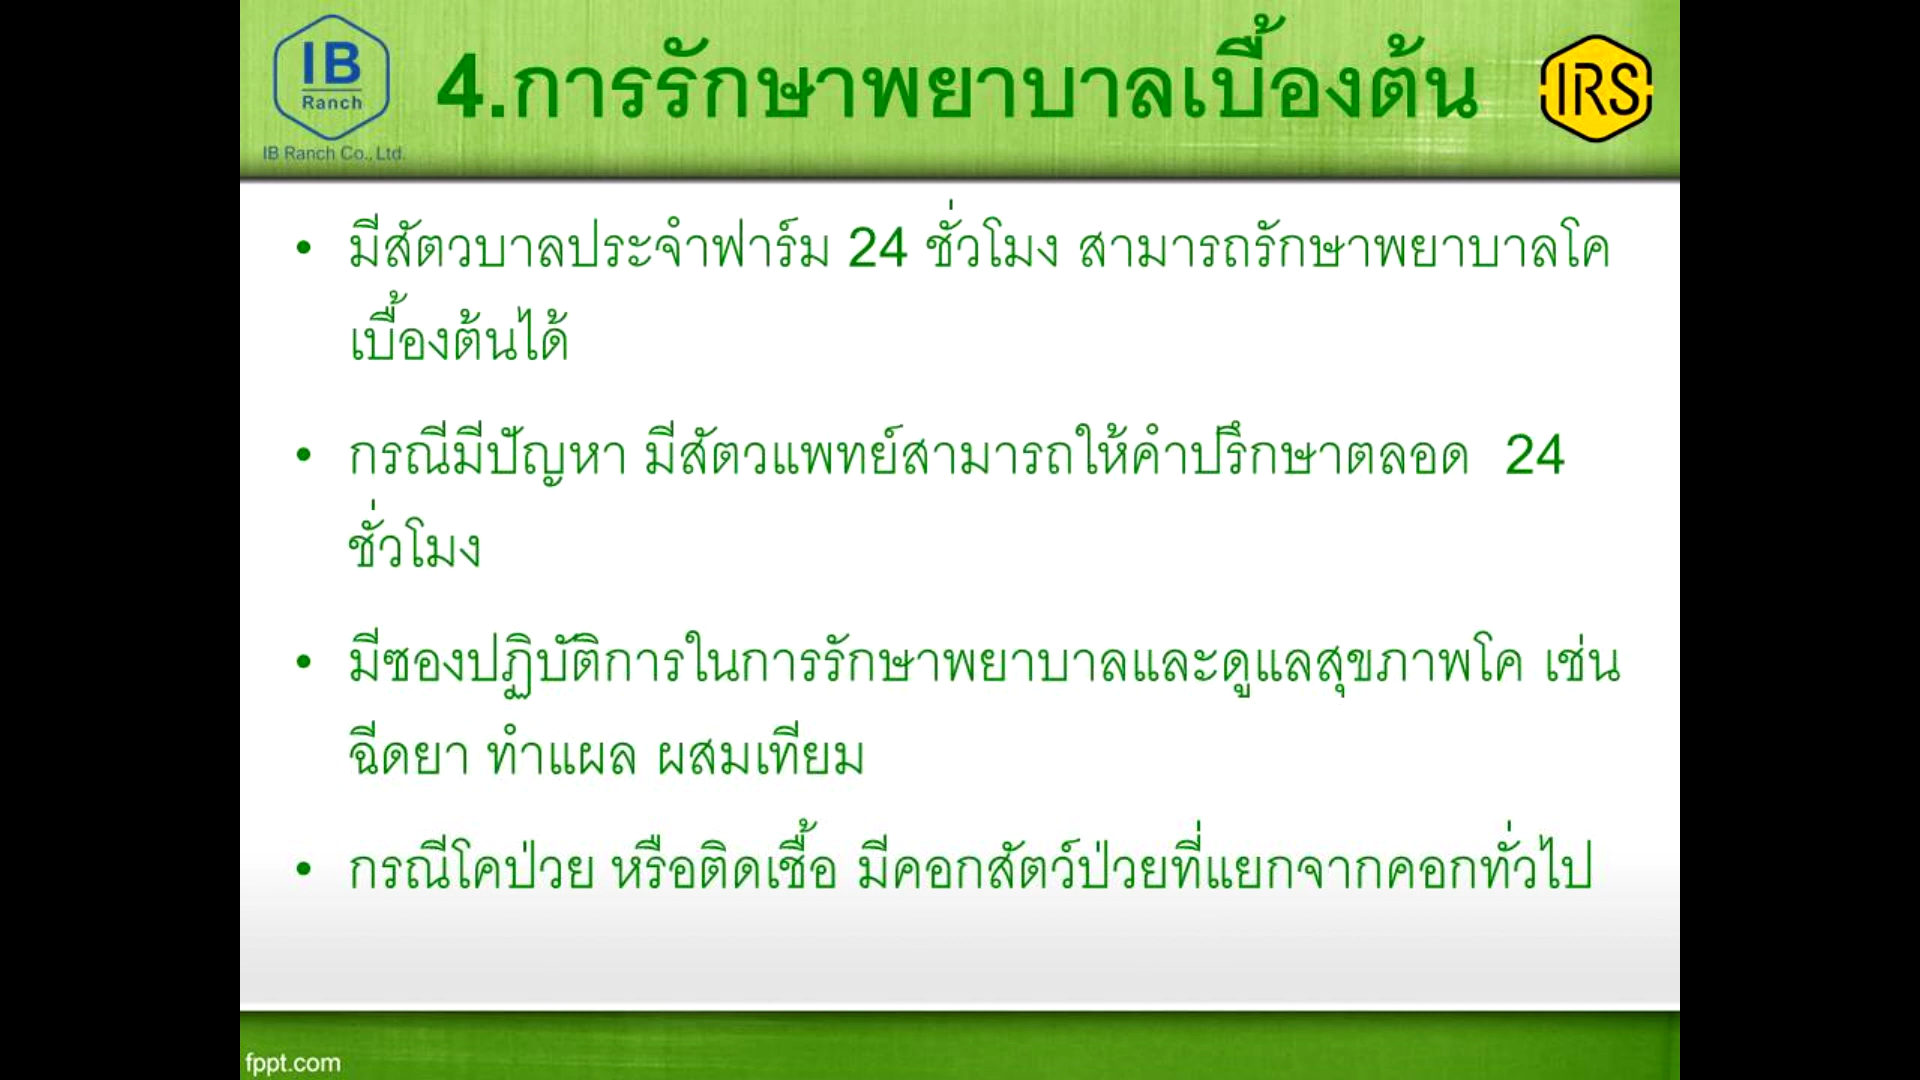 IB
Ranch
IB Ranch Co., Ltd.
4.การรักษาพยาบาลเบื้องต้น
IRS
• มีสัตวบาลประจำฟาร์ม 24 ชั่วโมง สามารถรักษาพยาบาลโค
เบื้องต้นได้
• กรณีมีปัญหา มีสัตวแพทย์สามารถให้คำปรึกษาตลอด 24
ชั่วโมง
• มีซองปฏิบัติการในการรักษาพยาบาลและดูแลสุขภาพโค เช่น
ฉีดยา ทำแผล ผสมเทียม
• กรณีโคป่วย หรือติดเชื้อ มีคอกสัตว์ป่วยที่แยกจากคอกทั่วไป
fppt.com